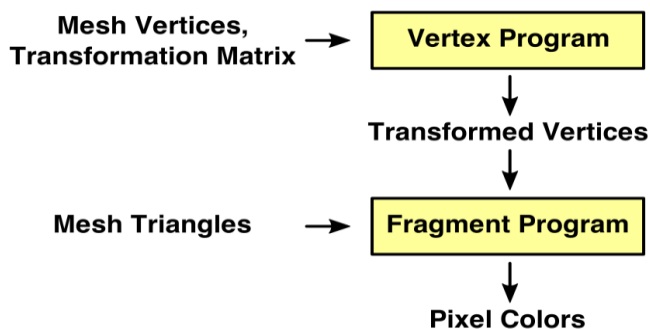 Mesh Vertices,
Transformation Matrix
Vertex Program
Transformed Vertices
Mesh Triangles
Fragment Program
Pixel Colors